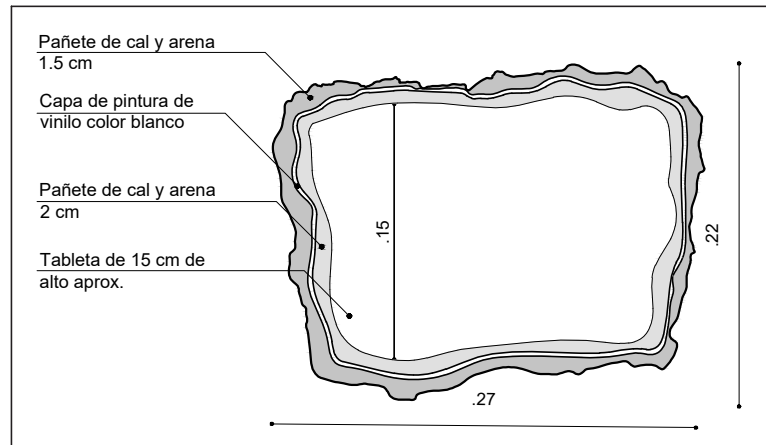 Pañete de cal y arena
1.5 cm
Capa de pintura de
vinilo color blanco
Pañete de cal y arena
2 cm
Tableta de 15 cm de
alto aprox.
.15
.22
.27